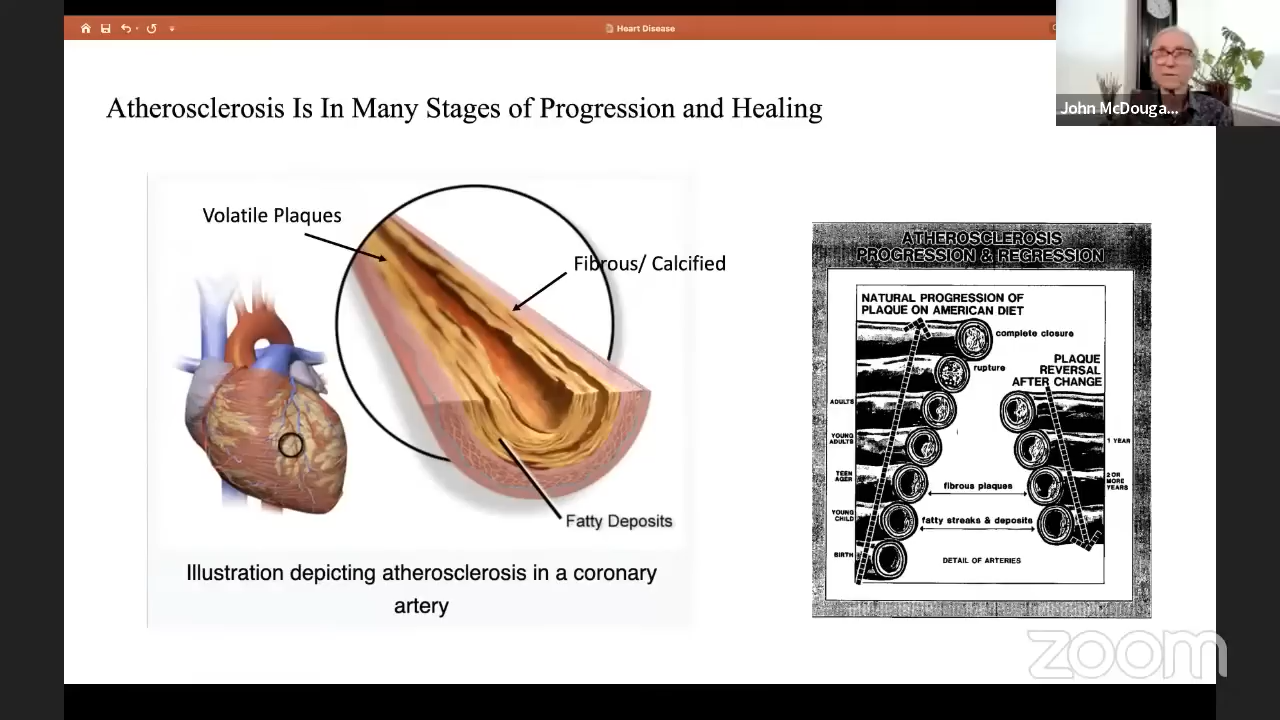 Heart Disease
John McDouga...
Atherosclerosis Is In Many Stages of Progression and Healing
Volatile Plaques
Fibrous/ Calcified
Fatty Deposits
Illustration depicting atherosclerosis in a coronary
artery
ATHEROSCLEROSIS
PROGRESSION & REGRESSION
NATURAL PROGRESSION OF
PLAQUE ON AMERICAN DIET
complete closure
rupture
PLAQUE
REVERSAL
AFTER CHANGE
ADULTS
YOUNG
ADULTS
1 YEAR
TEEN
AGER
fibrous plaques
2 OR
MORE
YEARS
YOUNG
CHILD
fatty streaks & deposits
BIRTH
DETAIL OF ARTERIES
zoom